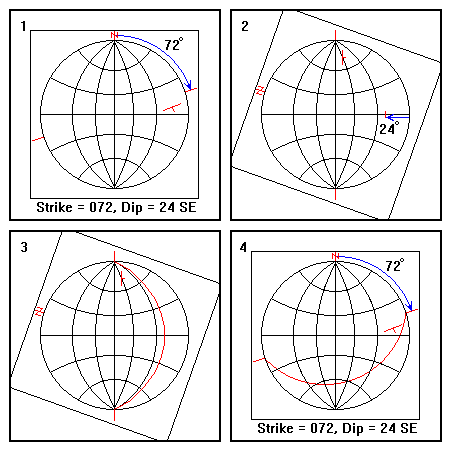 1
N
72°
Strike = 072, Dip = 24 SE
2
N
24°
3
N
4
N
72°
Strike = 072, Dip = 24 SE